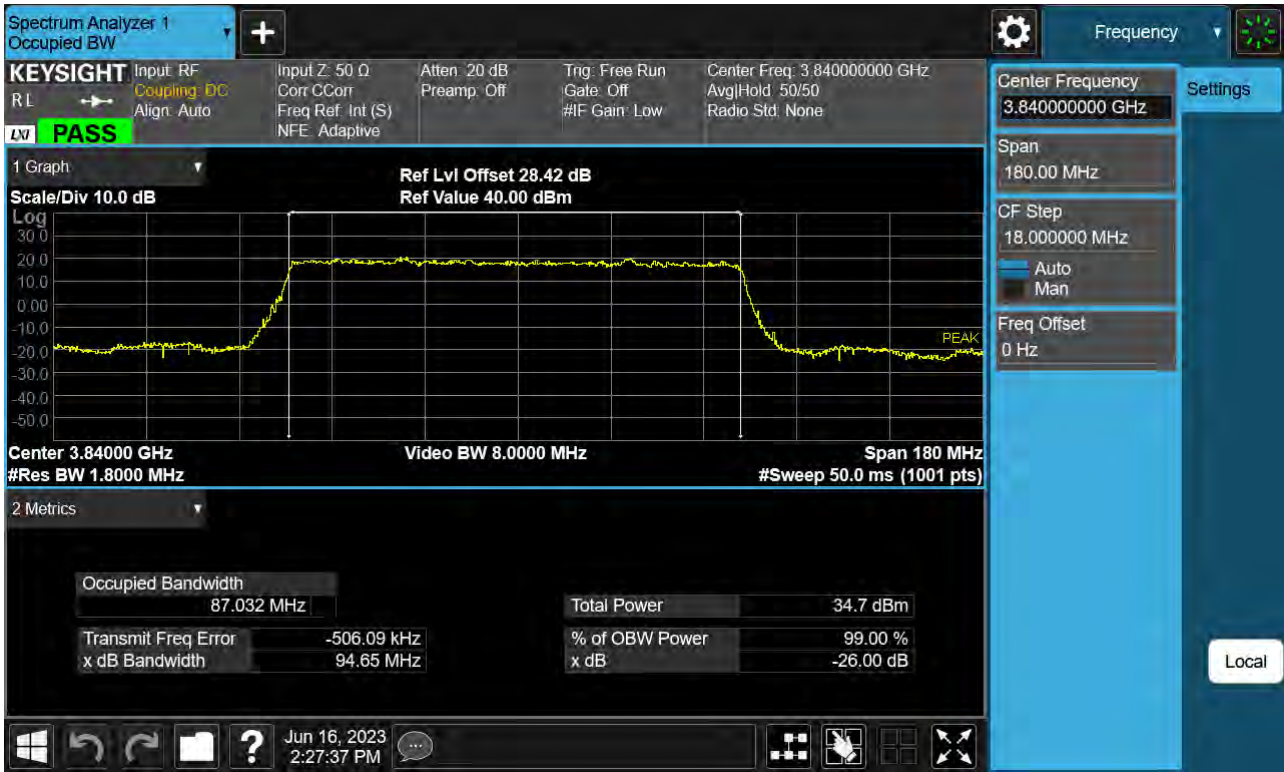 Spectrum Analyzer 1
Occupied BW
+
Frequency
KEYSIGHT
R L
LXI PASS
Input: RF
Coupling: DC
Align: Auto
Input Z: 50 Ω
Corr CCorr
Freq Ref: Int (S)
NFE: Adaptive
Atten: 20 dB
Preamp: Off
Trig: Free Run
Gate: Off
#IF Gain: Low
Center Freq: 3.840000000 GHz
Avg|Hold: 50/50
Radio Std: None
Center Frequency
3.840000000 GHz
Settings
Span
180.00 MHz
CF Step
18.000000 MHz
Auto
Man
Freq Offset
0 Hz
Local
1 Graph
Scale/Div 10.0 dB
Ref Lvl Offset 28.42 dB
Ref Value 40.00 dBm
Log
30.0
20.0
10.0
0.00
-10.0
-20.0
-30.0
-40.0
-50.0
PEAK
Center 3.84000 GHz
#Res BW 1.8000 MHz
Video BW 8.0000 MHz
Span 180 MHz
#Sweep 50.0 ms (1001 pts)
2 Metrics
Occupied Bandwidth
87.032 MHz
Transmit Freq Error -506.09 kHz
x dB Bandwidth 94.65 MHz
Total Power 34.7 dBm
% of OBW Power 99.00 %
x dB -26.00 dB
?
Jun 16, 2023
2:27:37 PM